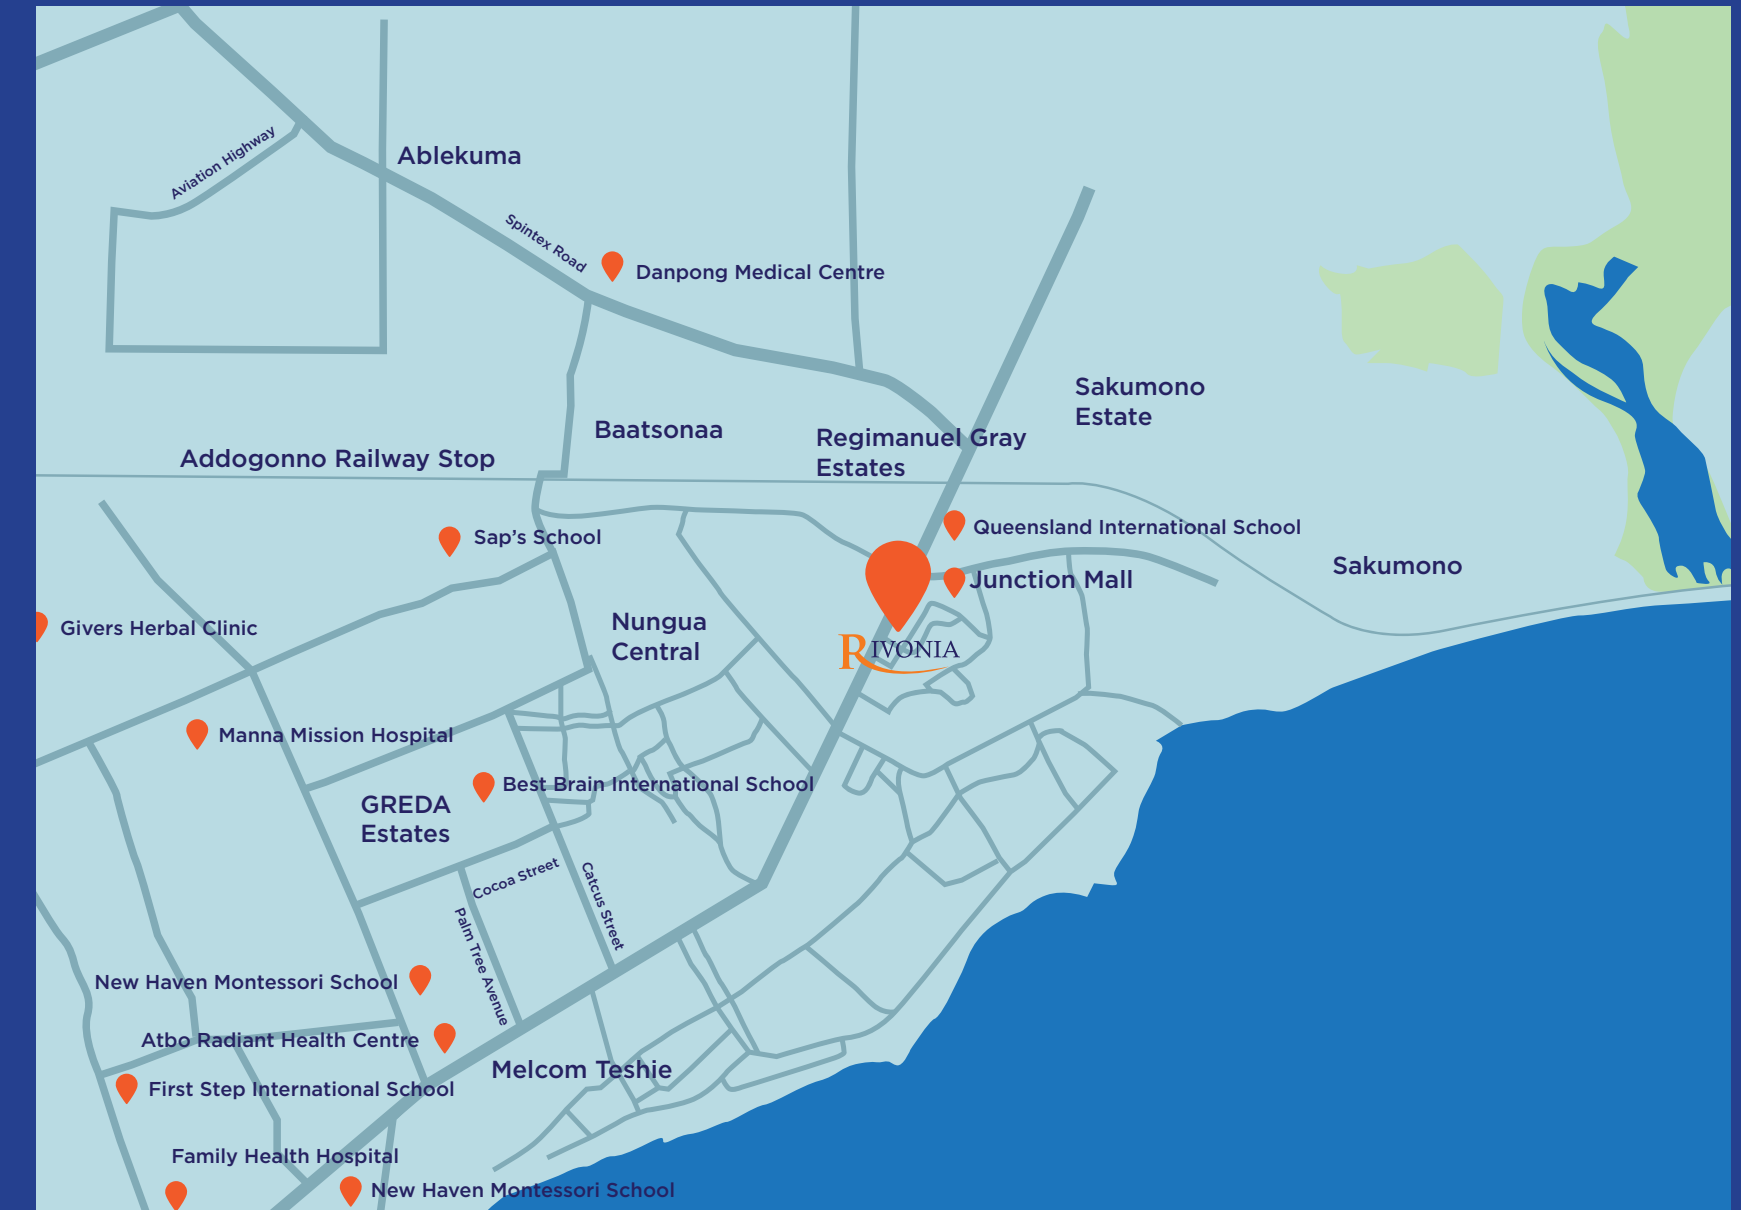 Aviation Highway
Ablekuma
Spintex Road
Danpong Medical Centre
Sakumono
Estate
Baatsonaa
Regimanuel Gray
Estates
Addogonno Railway Stop
Queensland International School
Sap's School
Sakumono
Junction Mall
Nungua
Central
Givers Herbal Clinic
RIVONIA
Manna Mission Hospital
Best Brain International School
GREDA
Estates
Cocoa Street
Catcus Street
Palm Tree Avenue
New Haven Montessori School
Atbo Radiant Health Centre
Melcom Teshie
First Step International School
Family Health Hospital
New Haven Montessori School